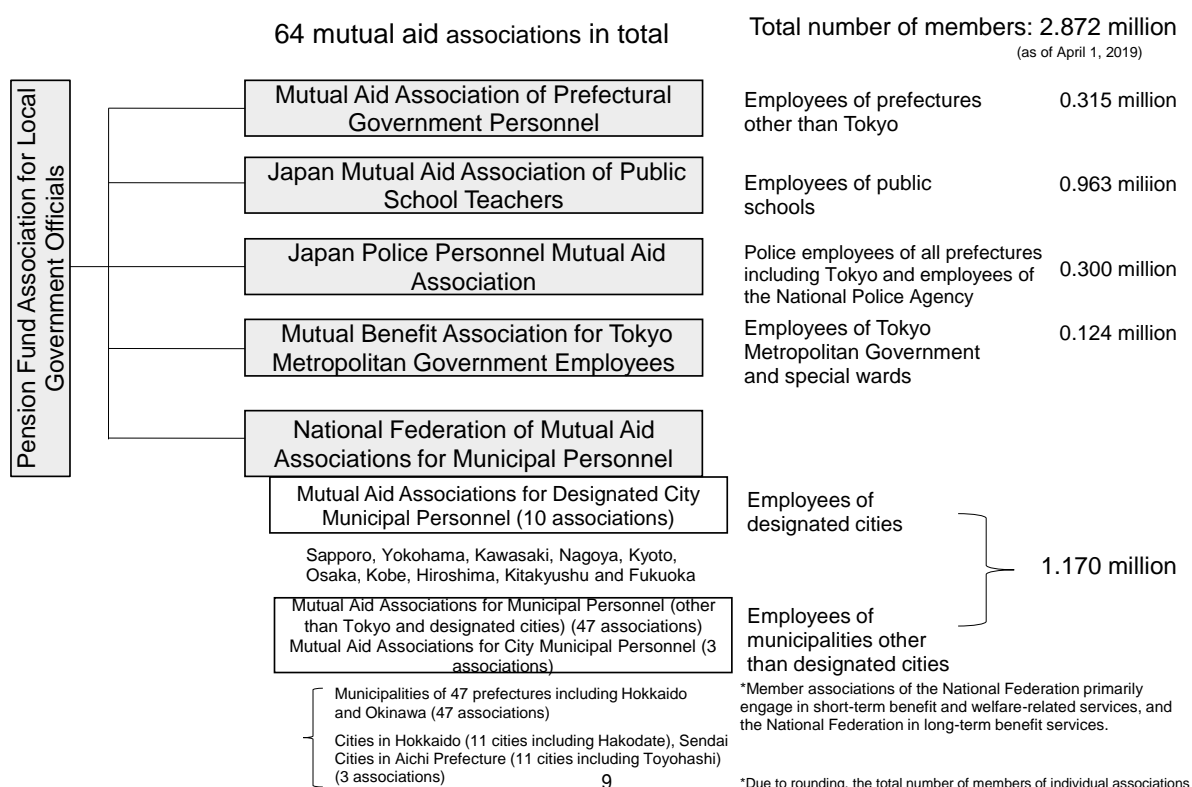 64 mutual aid associations in total
Total number of members: 2.872 million
(as of April 1, 2019)
Pension Fund Association for Local
Government Officials
Mutual Aid Association of Prefectural
Government Personnel
Employees of prefectures
other than Tokyo
0.315 million
Japan Mutual Aid Association of Public
School Teachers
Employees of public
schools
0.963 miliion
Japan Police Personnel Mutual Aid
Association
Police employees of all prefectures
including Tokyo and employees of
the National Police Agency
0.300 million
Mutual Benefit Association for Tokyo
Metropolitan Government Employees
Employees of Tokyo
Metropolitan Government
and special wards
0.124 million
National Federation of Mutual Aid
Associations for Municipal Personnel
Mutual Aid Associations for Designated City
Municipal Personnel (10 associations)
Employees of
designated cities
Sapporo, Yokohama, Kawasaki, Nagoya, Kyoto,
Osaka, Kobe, Hiroshima, Kitakyushu and Fukuoka
1.170 million
Mutual Aid Associations for Municipal Personnel (other
than Tokyo and designated cities) (47 associations)
Mutual Aid Associations for City Municipal Personnel (3
associations)
Employees of
municipalities other
than designated cities
Municipalities of 47 prefectures including Hokkaido
and Okinawa (47 associations)
Cities in Hokkaido (11 cities including Hakodate), Sendai
Cities in Aichi Prefecture (11 cities including Toyohashi)
(3 associations)
*Member associations of the National Federation primarily
engage in short-term benefit and welfare-related services, and
the National Federation in long-term benefit services.
9
*Due to rounding, the total number of members of individual associations